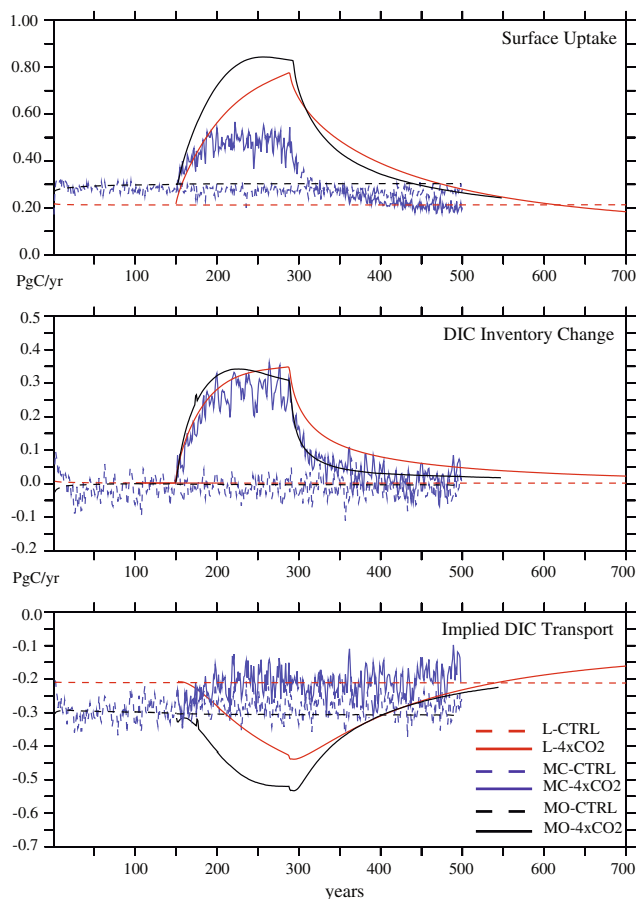 1.00
Surface Uptake
0.80
0.60
0.40
0.20
0.0
PgC/yr
100 200 300 400 500 600 700
0.5
DIC Inventory Change
0.4
0.3
0.2
0.1
0.0
-0.1
-0.2
PgC/yr
100 200 300 400 500 600 700
0.0
Implied DIC Transport
-0.1
-0.2
-0.3
-0.4
L-CTRL
L-4xCO2
-0.5
MC-CTRL
MC-4xCO2
-0.6
MO-CTRL
MO-4xCO2
-0.7
100 200 300 400 500 600 700
years